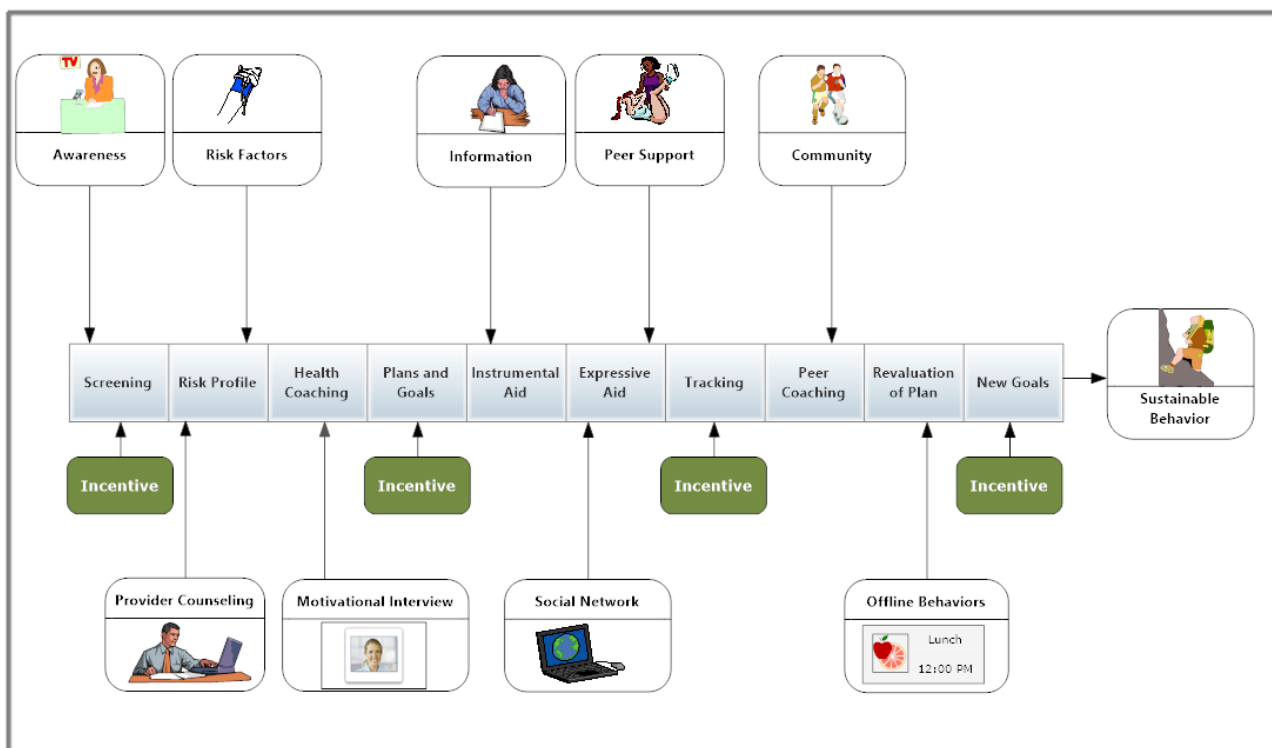 TV
Awareness
Risk Factors
Information
Peer Support
Community
Screening
Risk Profile
Health
Coaching
Plans and
Goals
Instrumental
Aid
Expressive
Aid
Tracking
Peer
Coaching
Revaluation
of Plan
New Goals
Sustainable
Behavior
Incentive
Incentive
Incentive
Incentive
Provider Counseling
Motivational Interview
Social Network
Offline Behaviors
Lunch
12:00 PM